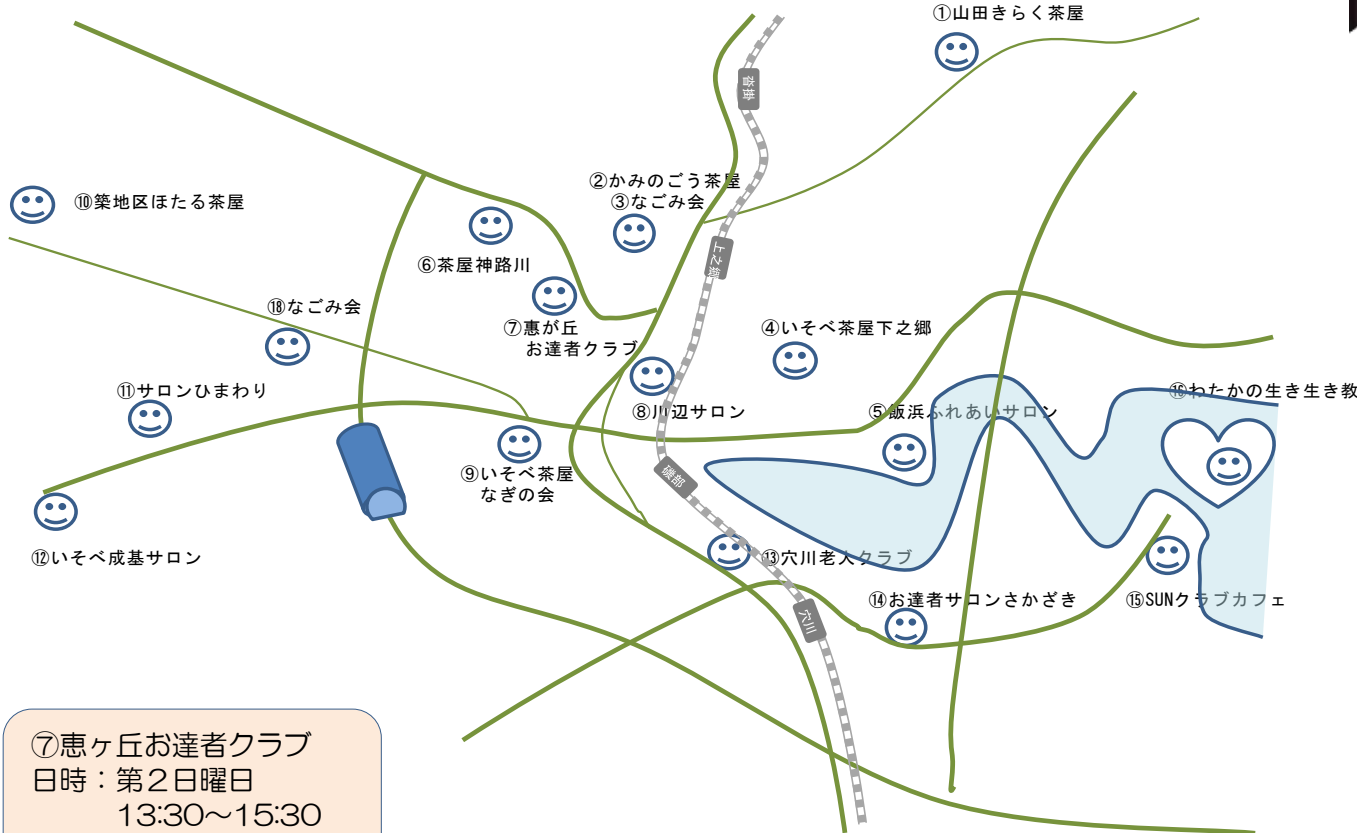 ①山田きらく茶屋
沓掛
②かみのごう茶屋
③なごみ会
⑩築地区ほたる茶屋
上之郷
⑥茶屋神路川
⑱なごみ会
⑦恵が丘
お達者クラブ
④いそべ茶屋下之郷
⑪サロンひまわり
⑧川辺サロン
⑤飯浜ふれあいサロン
⑯わたかの生き生き教
⑨いそべ茶屋
なぎの会
磯部
⑫いそべ成基サロン
⑬穴川老人クラブ
⑭お達者サロンさかざき
⑮SUNクラブカフェ
穴川
⑦恵ヶ丘お達者クラブ
日時：第２日曜日
13:30～15:30